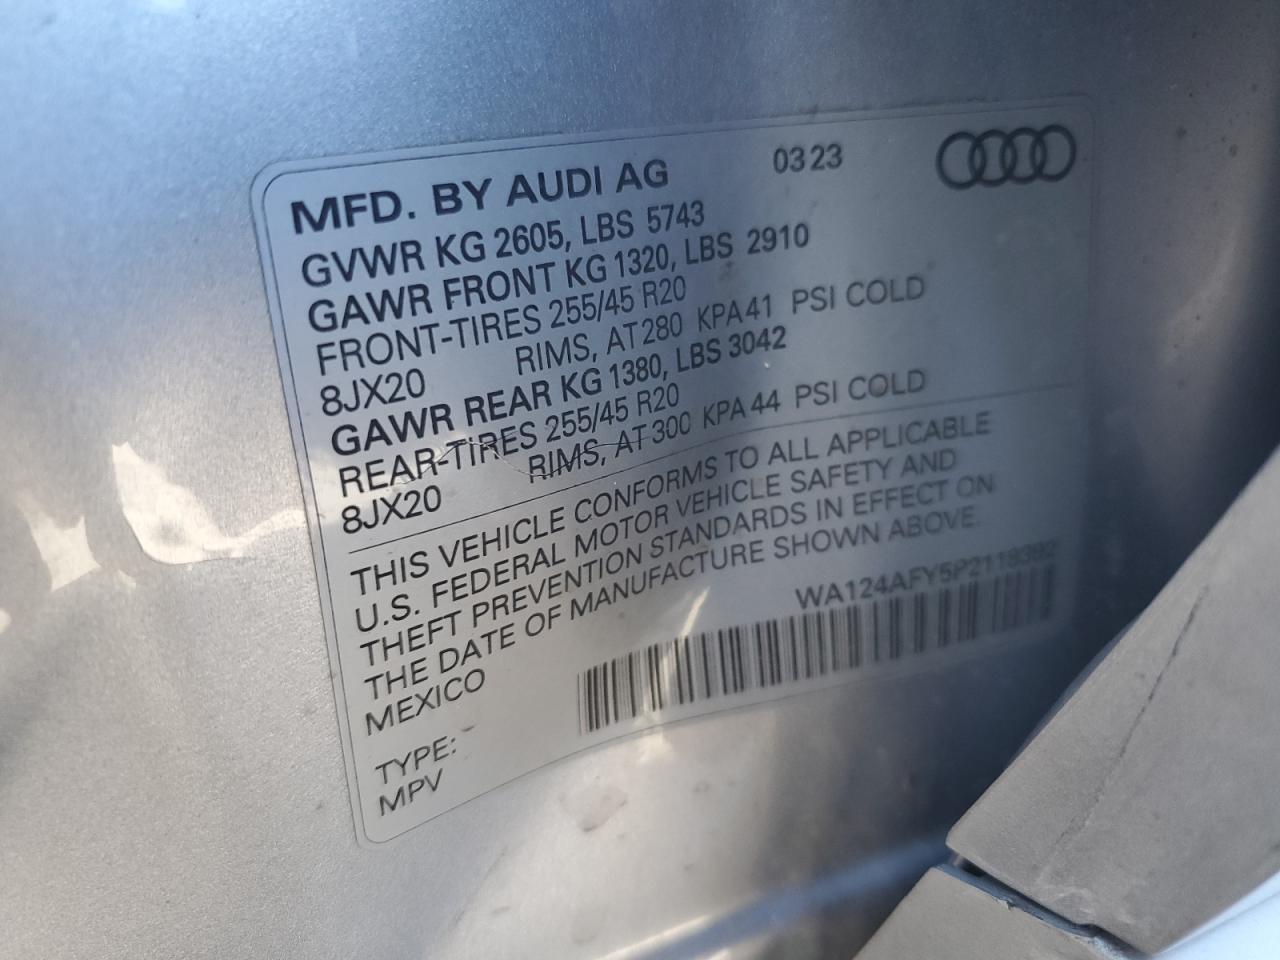 MFD. BY AUDI AG 03 23
GVWR KG 2605, LBS 5743
GAWR FRONT KG 1320, LBS 2910
FRONT-TIRES 255/45 R20
8JX20 RIMS, AT 280 KPA 41 PSI COLD
GAWR REAR KG 1380, LBS 3042
REAR-TIRES 255/45 R20
8JX20 RIMS, AT 300 KPA 44 PSI COLD
THIS VEHICLE CONFORMS TO ALL APPLICABLE
U.S. FEDERAL MOTOR VEHICLE SAFETY AND
THEFT PREVENTION STANDARDS IN EFFECT ON
THE DATE OF MANUFACTURE SHOWN ABOVE.
MEXICO WA124AFY5P2118392
TYPE:
MPV